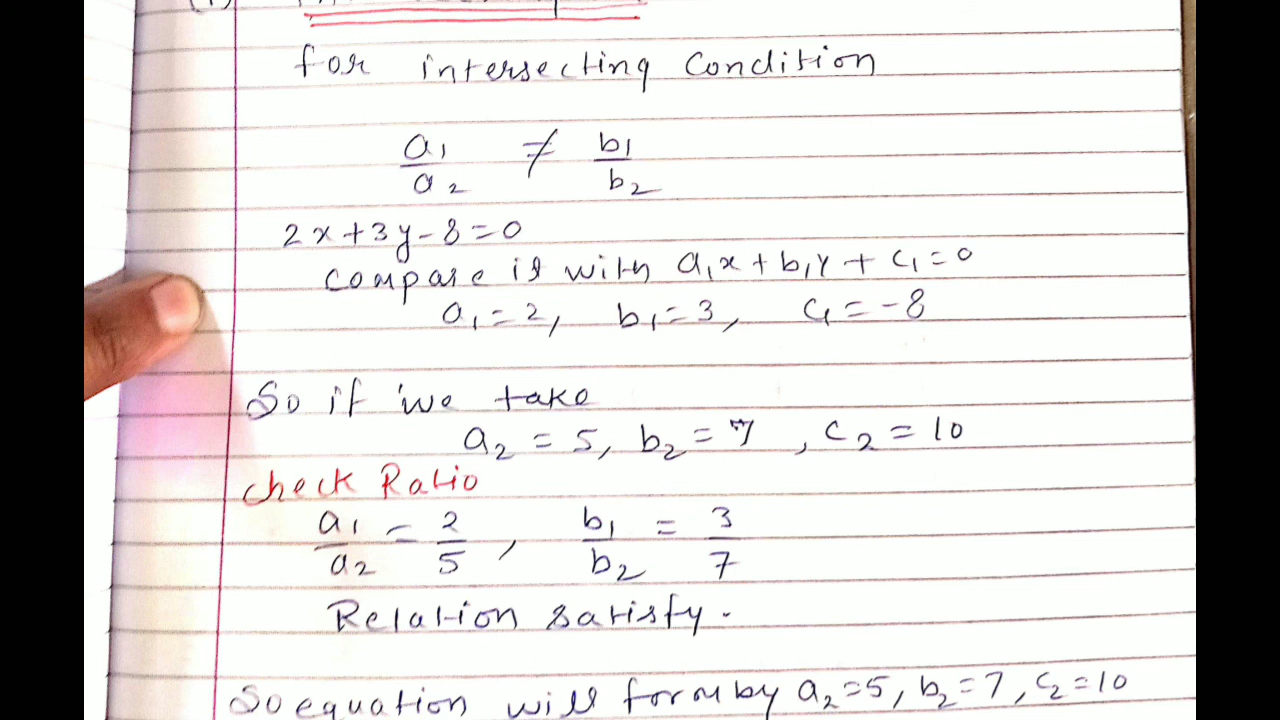 for intersecting condition
a1/a2 ≠ b1/b2
2x+3y-8=0
compare it with a1x + b1y + c1=0
a1=2, b1=3, c1=-8
So if we take
a2 = 5, b2 = 7, c2 = 10
check Ratio
a1/a2 = 2/5, b1/b2 = 3/7
Relation satisfy.
So equation will form by a2=5, b2=7, c2=10